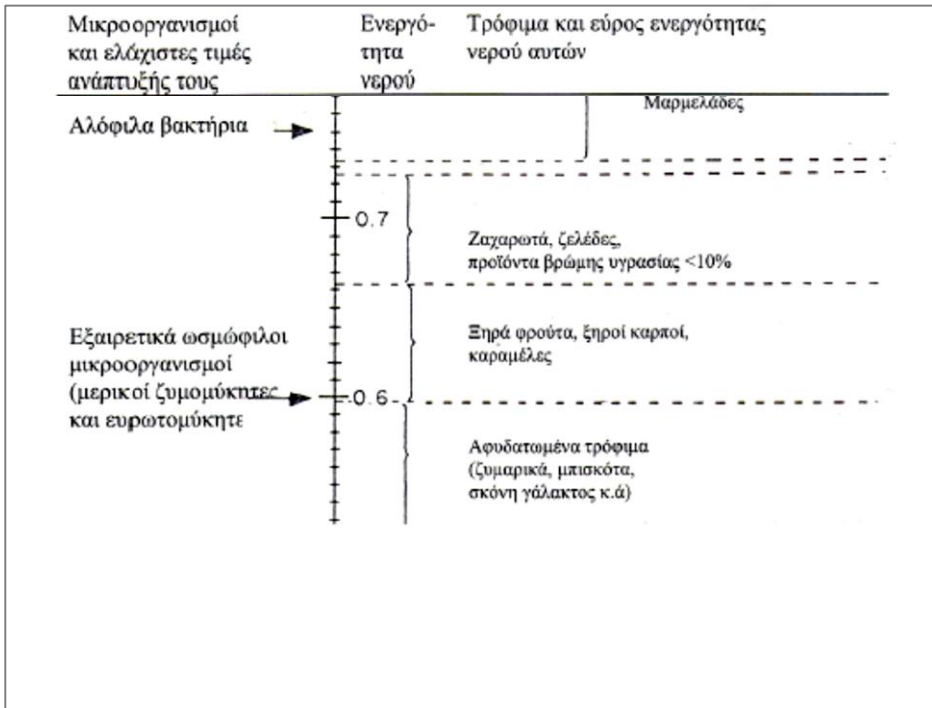 Μικροοργανισμοί
και ελάχιστες τιμές
ανάπτυξής τους
Ενεργό-
τητα
νερού
Τρόφιμα και εύρος ενεργότητας
νερού αυτών
Μαρμελάδες
Αλόφιλα βακτήρια
0.7
Ζαχαρωτά, ζελέδες,
προϊόντα βρώμης υγρασίας <10%
Εξαιρετικά ωσμώφιλοι
μικροοργανισμοί
(μερικοί ζυμομύκητες
και ευρωτομύκητε
Ξηρά φρούτα, ξηροί καρποί,
καραμέλες
0.6
Αφυδατωμένα τρόφιμα
(ζυμαρικά, μπισκότα,
σκόνη γάλακτος κ.ά)